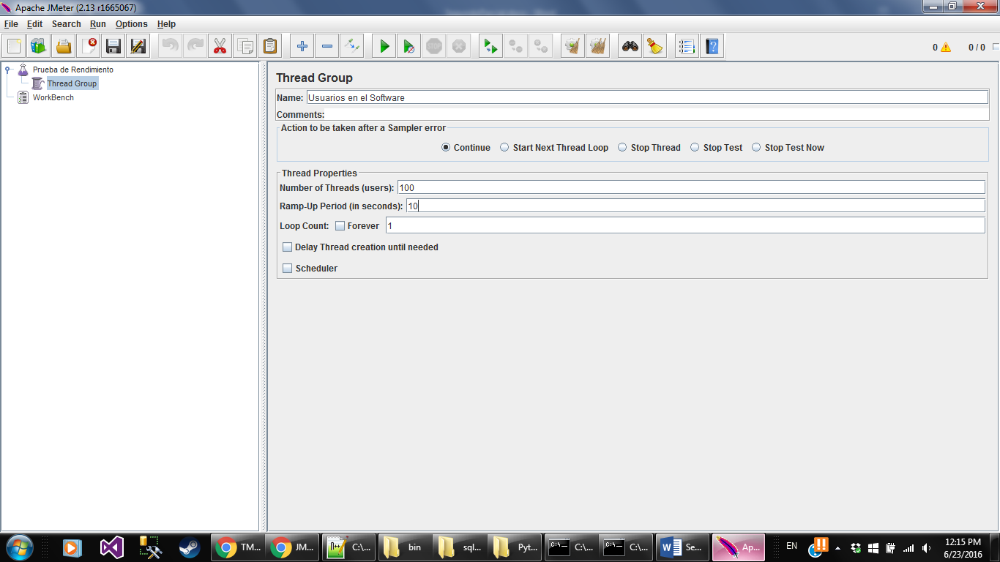 Apache JMeter (2.13 r1665067)
File Edit Search Run Options Help
STOP
0 0 / 0
Prueba de Rendimiento
Thread Group
WorkBench
Thread Group
Name: Usuarios en el Software
Comments:
Action to be taken after a Sampler error
Continue Start Next Thread Loop Stop Thread Stop Test Stop Test Now
Thread Properties
Number of Threads (users): 100
Ramp-Up Period (in seconds): 10
Loop Count: Forever 1
Delay Thread creation until needed
Scheduler
TM... JM... C:\... bin sql... Pyt... C:\... C:\... Se... Ap... EN
12:15 PM
6/23/2016